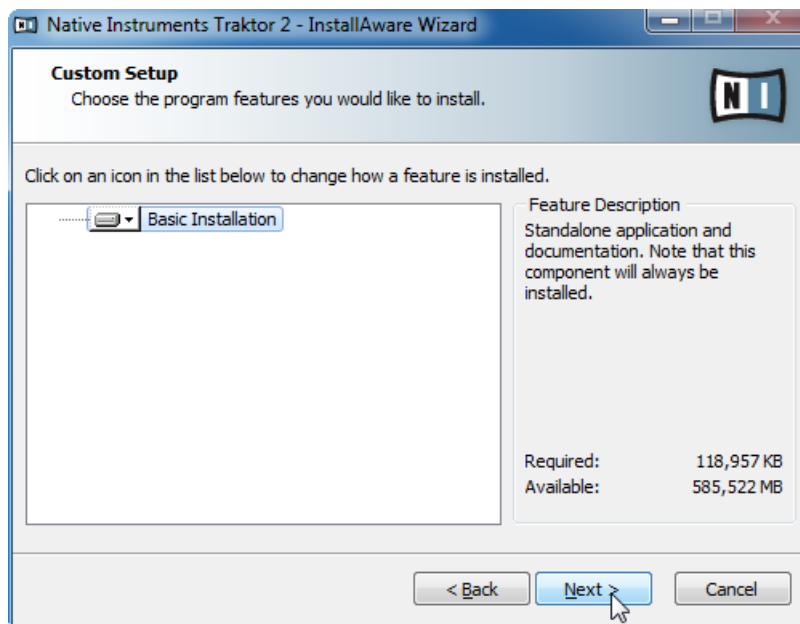 Native Instruments Traktor 2 - InstallAware Wizard
Custom Setup
Choose the program features you would like to install.
NI
Click on an icon in the list below to change how a feature is installed.
Basic Installation
Feature Description
Standalone application and
documentation. Note that this
component will always be
installed.
Required: 118,957 KB
Available: 585,522 MB
< Back
Next >
Cancel